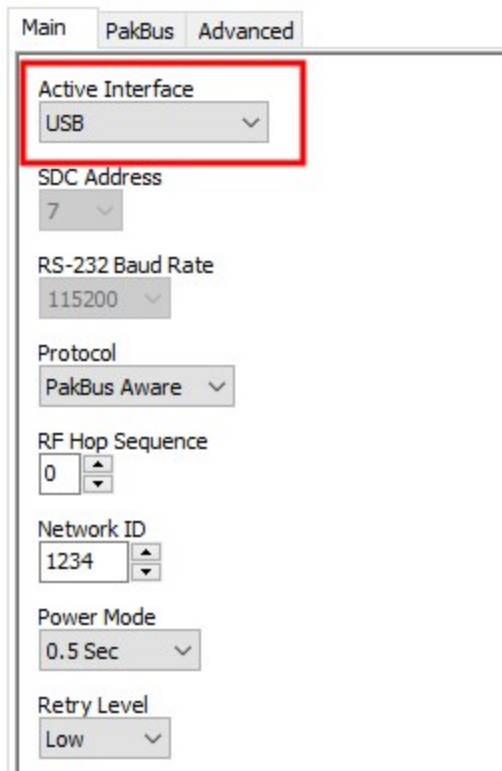 Main PakBus Advanced
Active Interface
USB
SDC Address
7
RS-232 Baud Rate
115200
Protocol
PakBus Aware
RF Hop Sequence
0
Network ID
1234
Power Mode
0.5 Sec
Retry Level
Low